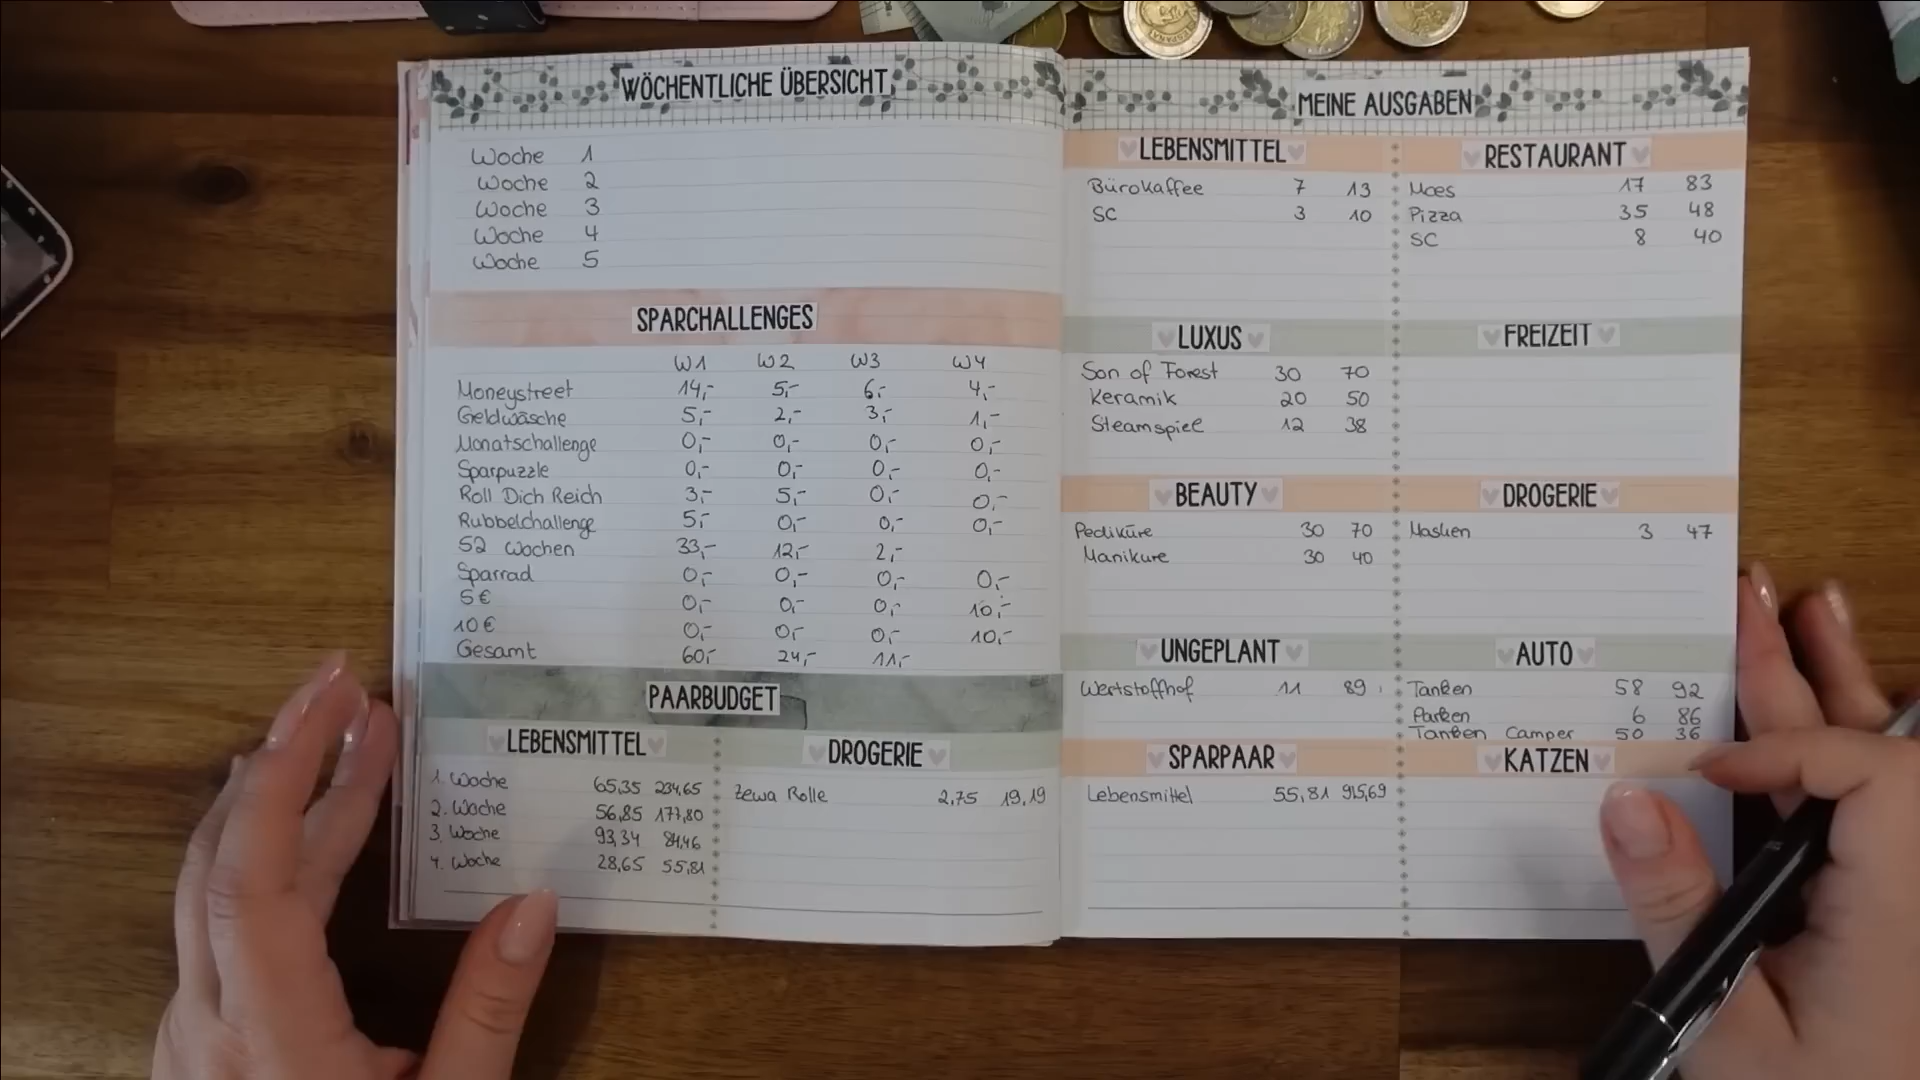 WÖCHENTLICHE ÜBERSICHT
Woche 1
Woche 2
Woche 3
Woche 4
Woche 5
SPARCHALLENGES
W1 W2 W3 W4
Moneystreet 14,- 5,- 6,- 4,-
Geldwäsche 5,- 2,- 3,- 1,-
Monatschallenge 0,- 0,- 0,- 0,-
Sparpuzzle 0,- 0,- 0,- 0,-
Roll Dich Reich 3,- 5,- 0,- 0,-
Rubbelchallenge 5,- 0,- 0,- 0,-
52 Wochen 33,- 12,- 2,-
Sparrad 0,- 0,- 0,- 0,-
5€ 0,- 0,- 0,- 10,-
10€ 0,- 0,- 0,- 10,-
Gesamt 60,- 24,- 11,-
PAARBUDGET
LEBENSMITTEL
1. Woche 65,35 234,65
2. Woche 56,85 177,80
3. Woche 93,34 84,46
4. Woche 28,65 55,81
DROGERIE
Zewa Rolle 2,75 19,19
MEINE AUSGABEN
LEBENSMITTEL
Bürokaffee 7 13
SC 3 10
RESTAURANT
Moes 17 83
Pizza 35 48
SC 8 40
LUXUS
Son of Forest 30 70
Keramik 20 50
Steamspiel 12 38
FREIZEIT
BEAUTY
Pediküre 30 70
Manikure 30 40
DROGERIE
Masken 3 47
UNGEPLANT
Wertstoffhof 11 89
AUTO
Tanken 58 92
Parken 6 86
Tanken Camper 50 36
SPARPAAR
Lebensmittel 55,81 915,69
KATZEN